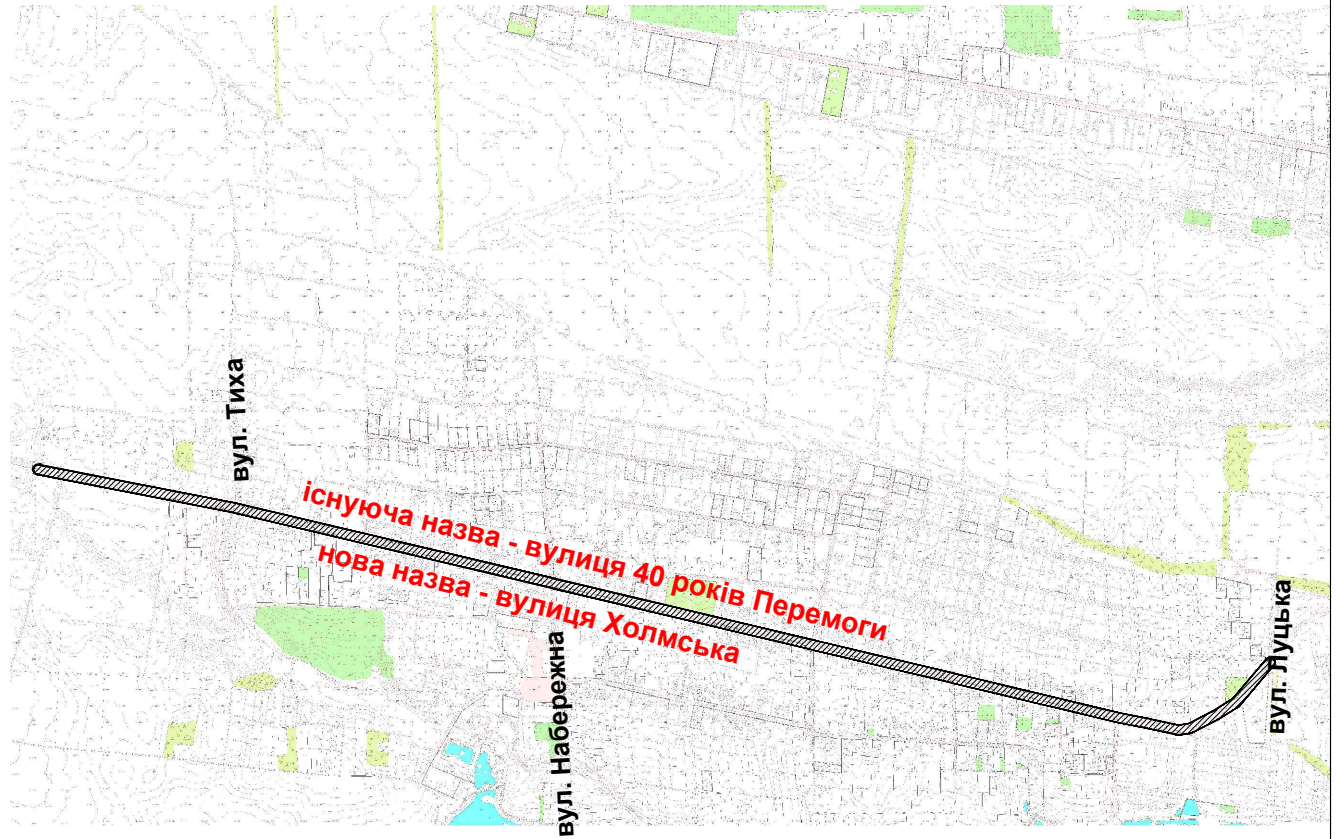 вул. Тиха
існуюча назва - вулиця 40 років Перемоги
нова назва - вулиця Холмська
вул. Набережна
вул. Луцька